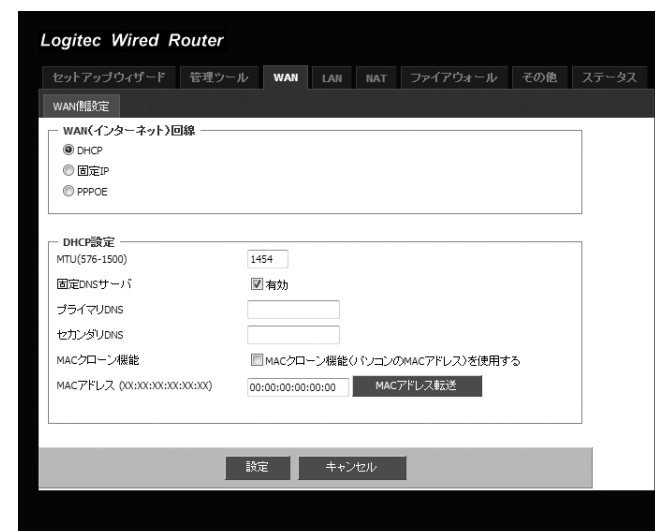 Logitec Wired Router
セットアップウィザード 管理ツール WAN LAN NAT ファイアウォール その他 ステータス
WAN側設定
WAN(インターネット)回線
DHCP
固定IP
PPPOE
DHCP設定
MTU(576-1500) 1454
固定DNSサーバ 有効
プライマリDNS
セカンダリDNS
MACクローン機能 MACクローン機能(パソコンのMACアドレス)を使用する
MACアドレス (XX:XX:XX:XX:XX:XX) 00:00:00:00:00:00 MACアドレス転送
設定 キャンセル